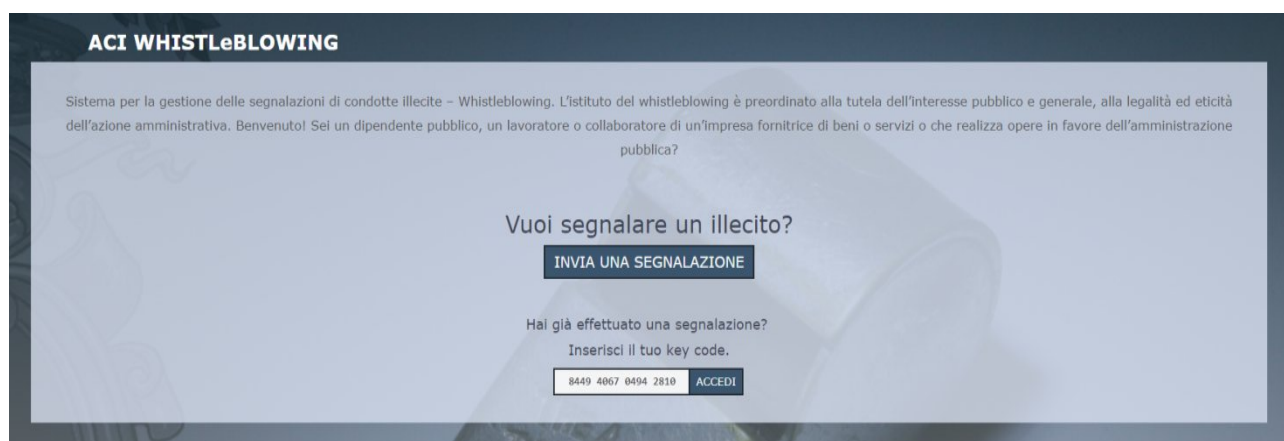 ACI WHISTLeBLOWING
Sistema per la gestione delle segnalazioni di condotte illecite – Whistleblowing. L'istituto del whistleblowing è preordinato alla tutela dell'interesse pubblico e generale, alla legalità ed eticità
dell'azione amministrativa. Benvenuto! Sei un dipendente pubblico, un lavoratore o collaboratore di un'impresa fornitrice di beni o servizi o che realizza opere in favore dell'amministrazione
pubblica?
Vuoi segnalare un illecito?
INVIA UNA SEGNALAZIONE
Hai già effettuato una segnalazione?
Inserisci il tuo key code.
8449 4067 0494 2810 ACCEDI